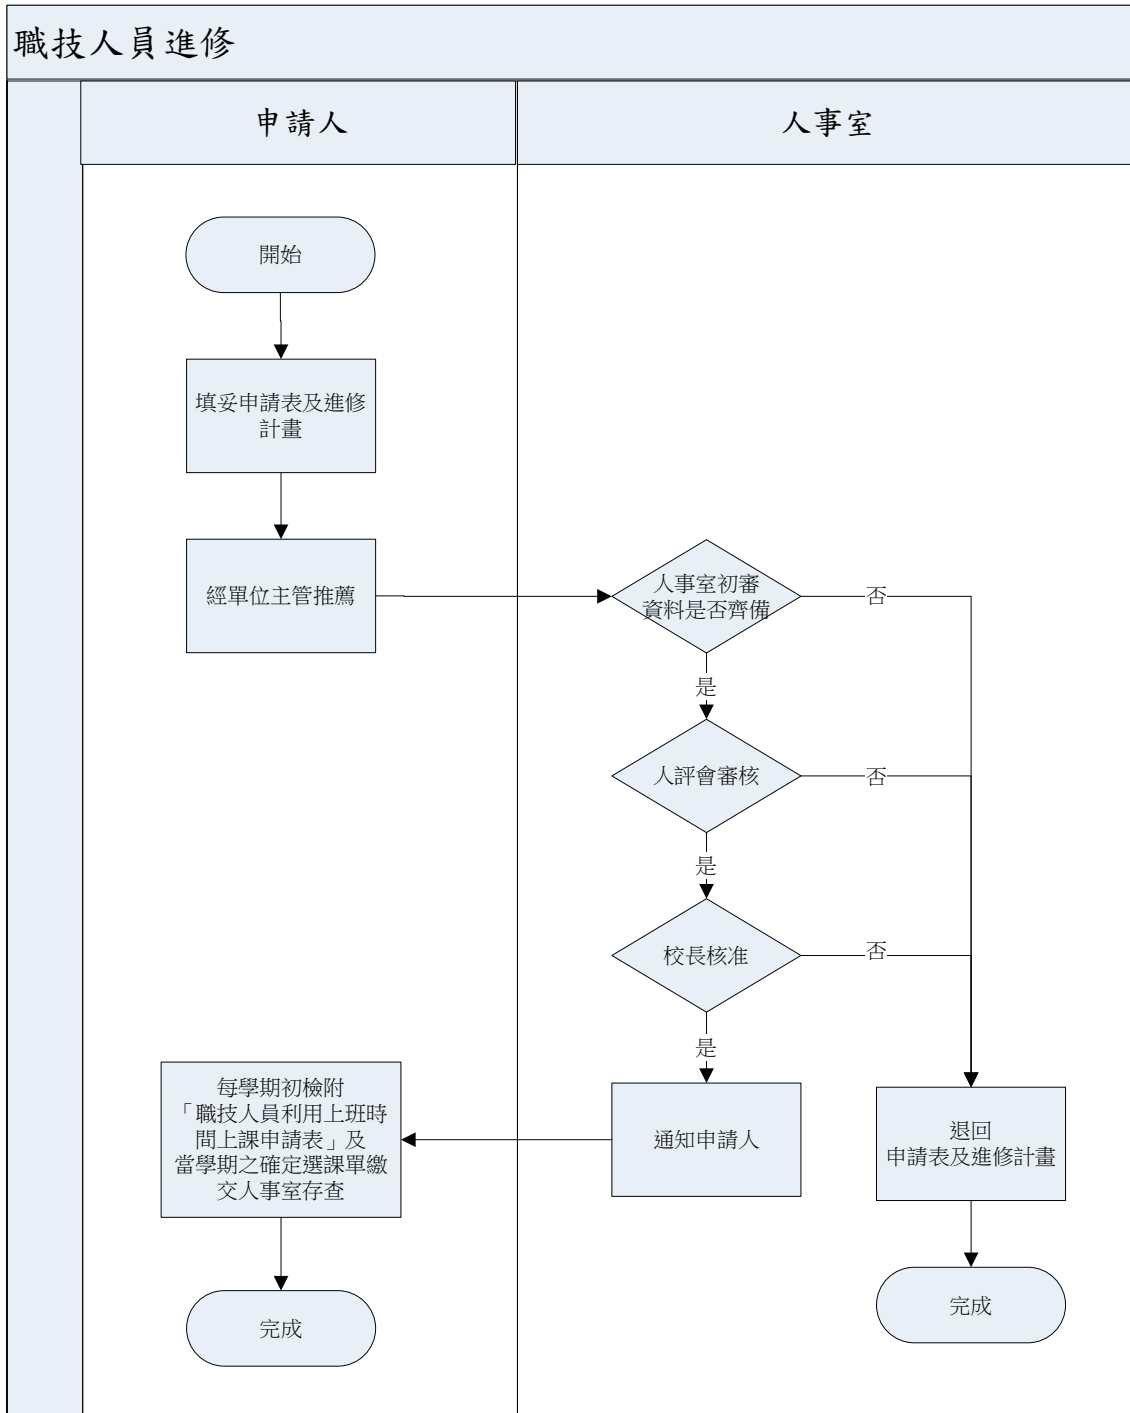 職技人員進修
申請人
人事室
開始
填妥申請表及進修
計畫
經單位主管推薦
人事室初審
資料是否齊備
否
是
人評會審核
否
是
校長核准
否
是
每學期初檢附
「職技人員利用上班時
間上課申請表」及
當學期之確定選課單繳
交人事室存查
通知申請人
退回
申請表及進修計畫
完成
完成